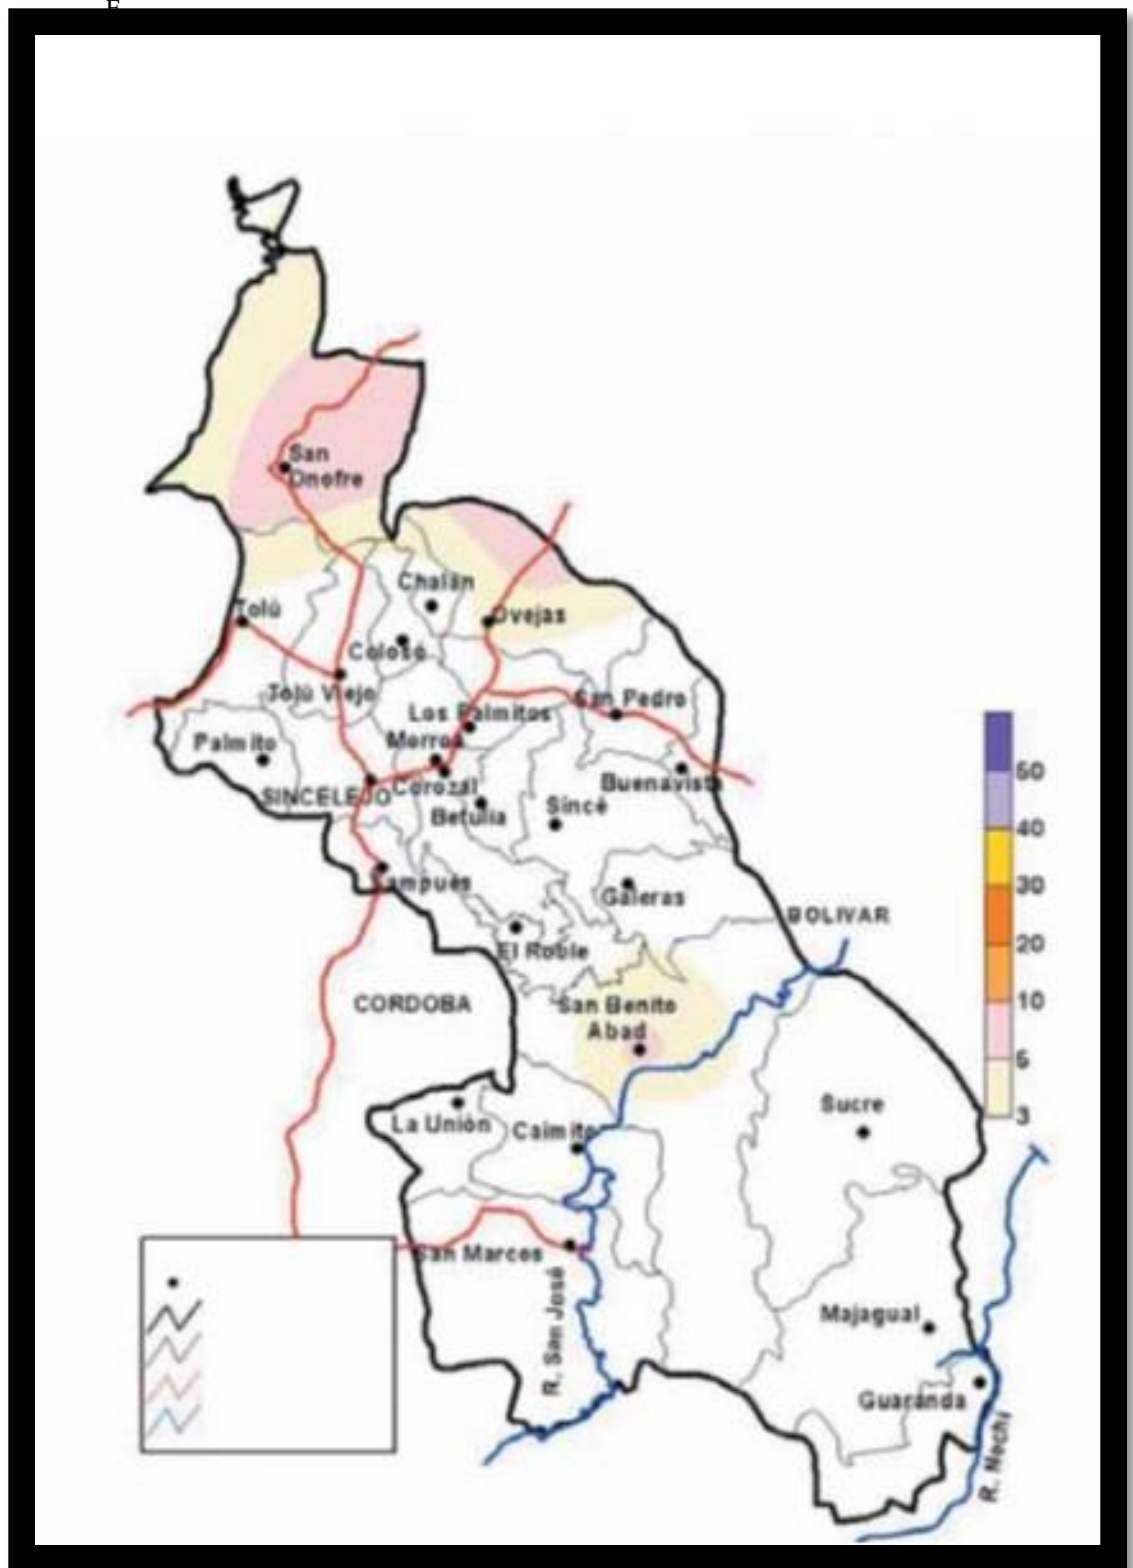 E
San
Onofre
Chalán
Tolú
Ovejas
Colosó
Tolú Viejo
San Pedro
Los Palmitos
Morroa
Palmito
Buenavista
SINCELEJO
Corozal
Betulia
Sincé
Sampués
Galeras
BOLIVAR
El Roble
CORDOBA
San Benito
Abad
La Unión
Caimito
Sucre
San Marcos
R. San José
Majagual
Guaranda
R. Nechí
50
40
30
20
10
5
3